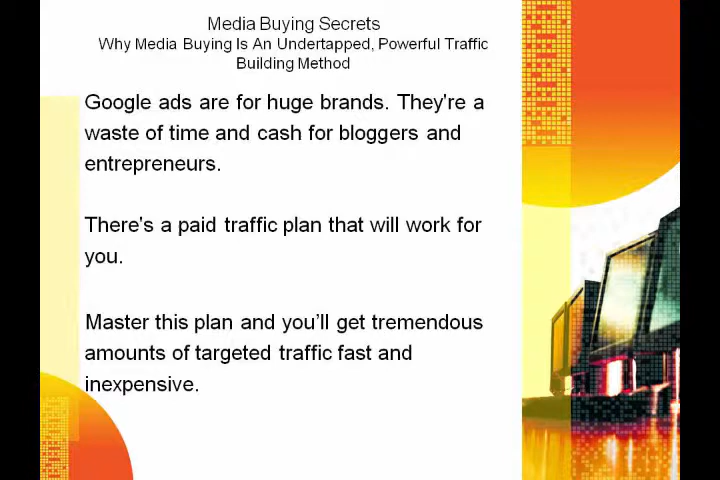 Media Buying Secrets
Why Media Buying Is An Undertapped, Powerful Traffic
Building Method
Google ads are for huge brands. They're a
waste of time and cash for bloggers and
entrepreneurs.
There's a paid traffic plan that will work for
you.
Master this plan and you’ll get tremendous
amounts of targeted traffic fast and
inexpensive.